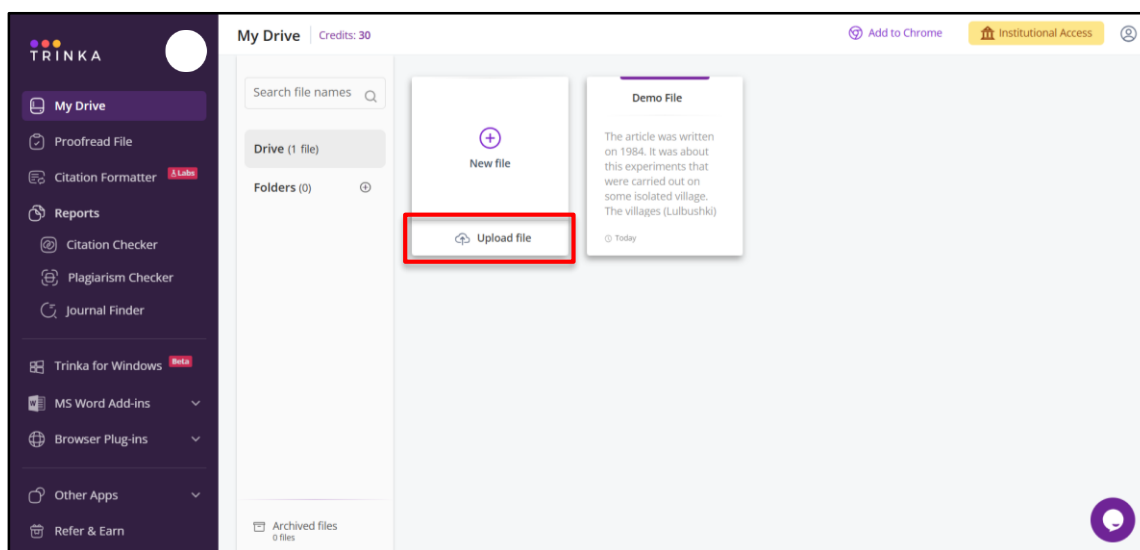 TRINKA
My Drive
Proofread File
Citation Formatter Labs
Reports
Citation Checker
Plagiarism Checker
Journal Finder
Trinka for Windows Beta
MS Word Add-ins
Browser Plug-ins
Other Apps
Refer & Earn
My Drive Credits: 30
Add to Chrome
Institutional Access
Search file names
Drive (1 file)
Folders (0)
Archived files
0 files
New file
Upload file
Demo File
The article was written
on 1984. It was about
this experiments that
were carried out on
some isolated village.
The villages (Lulbushki)
Today